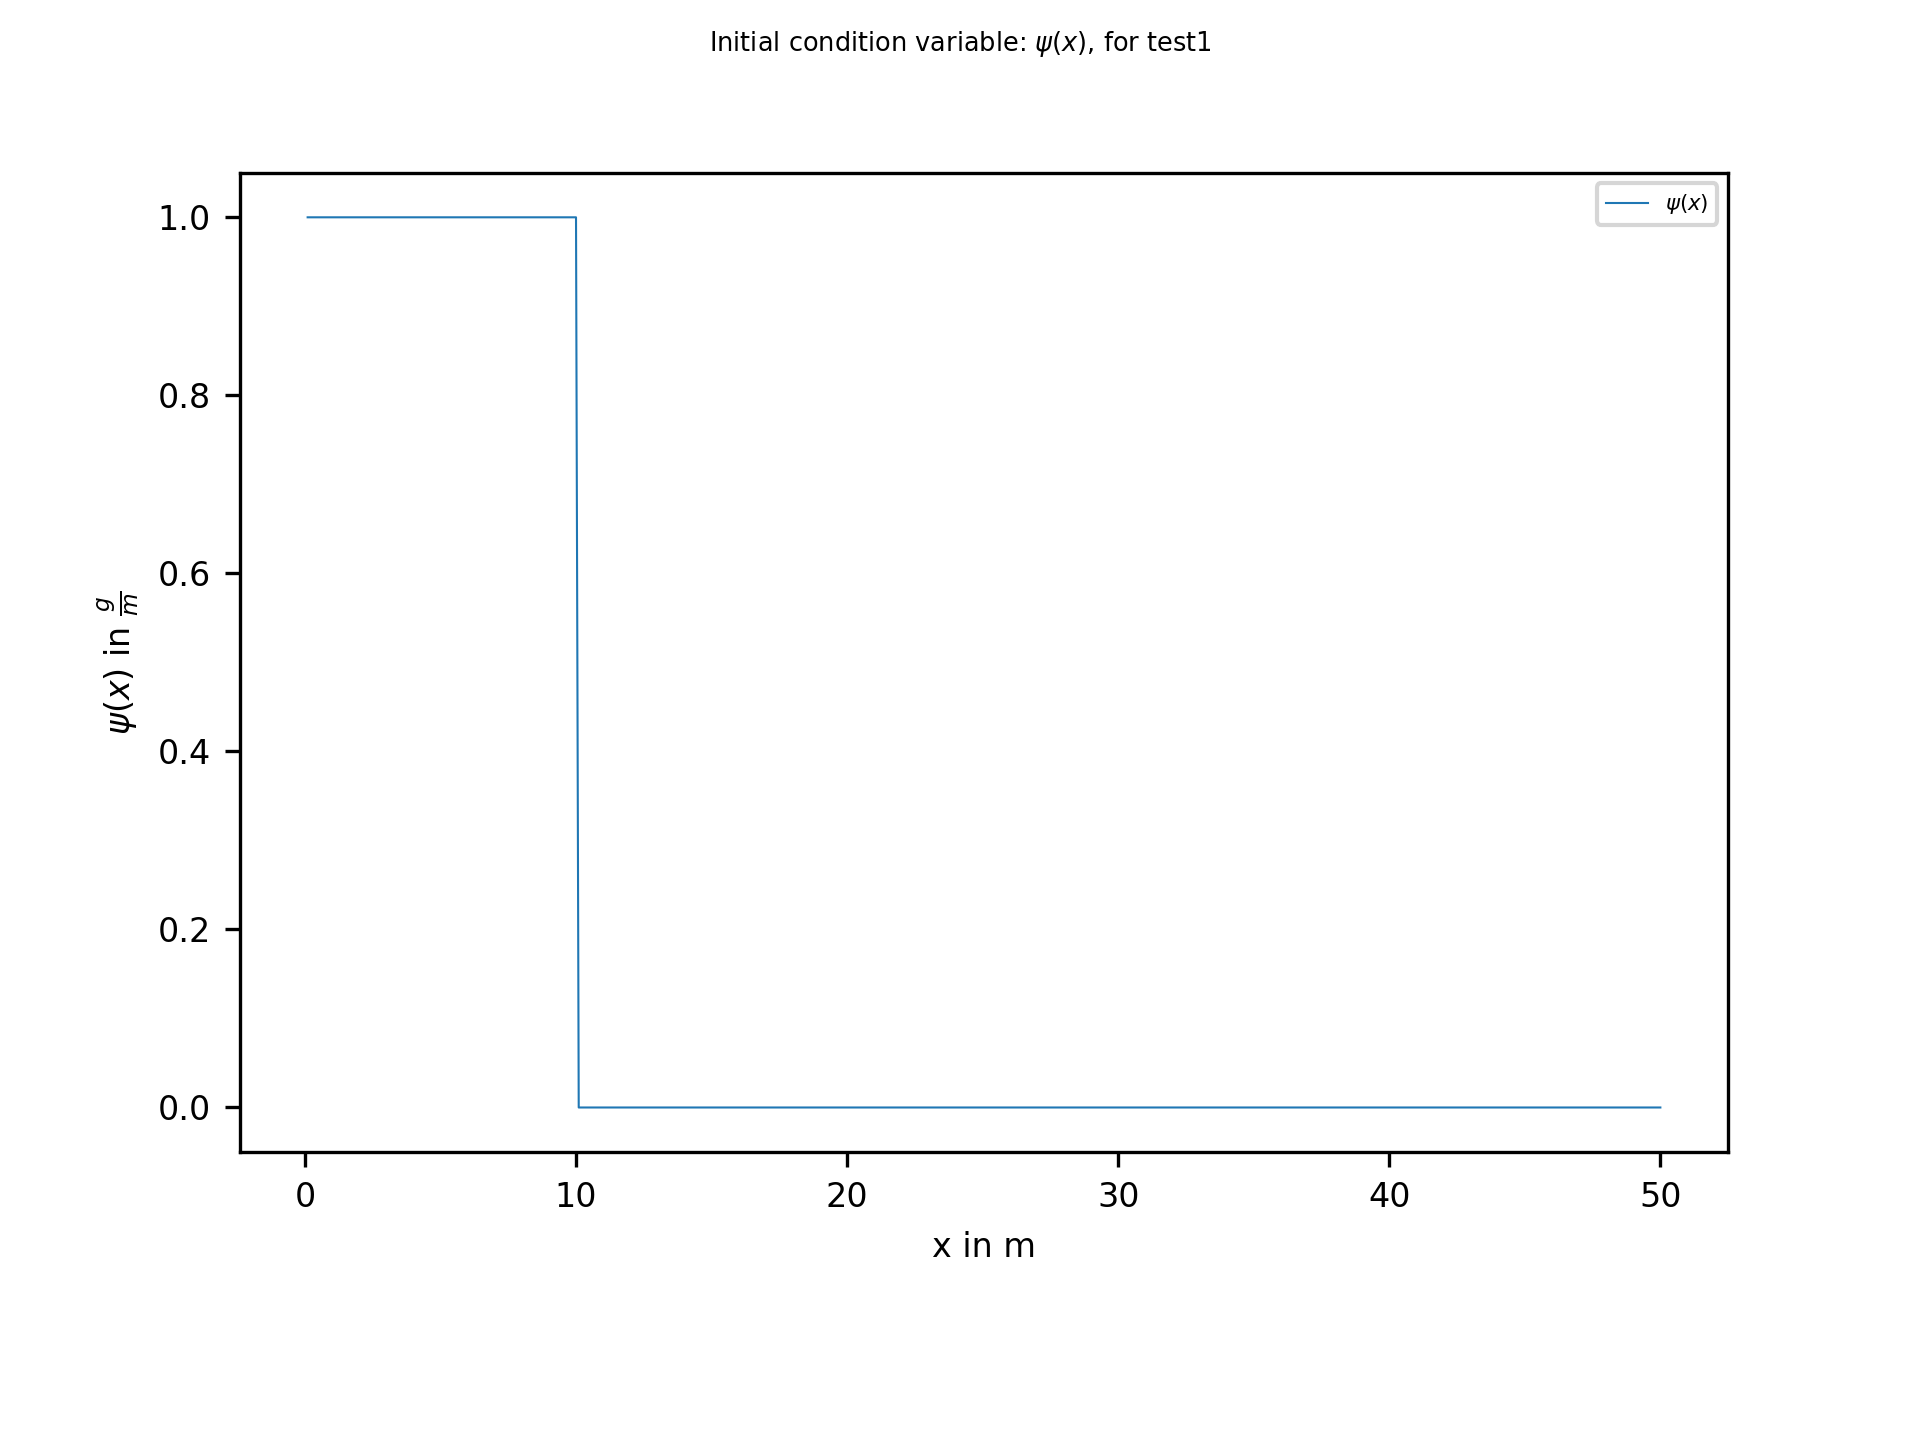 Initial condition variable: ψ(x), for test1
ψ(x)
1.0
0.8
0.6
0.4
0.2
0.0
ψ(x) in g/m
0 10 20 30 40 50
x in m